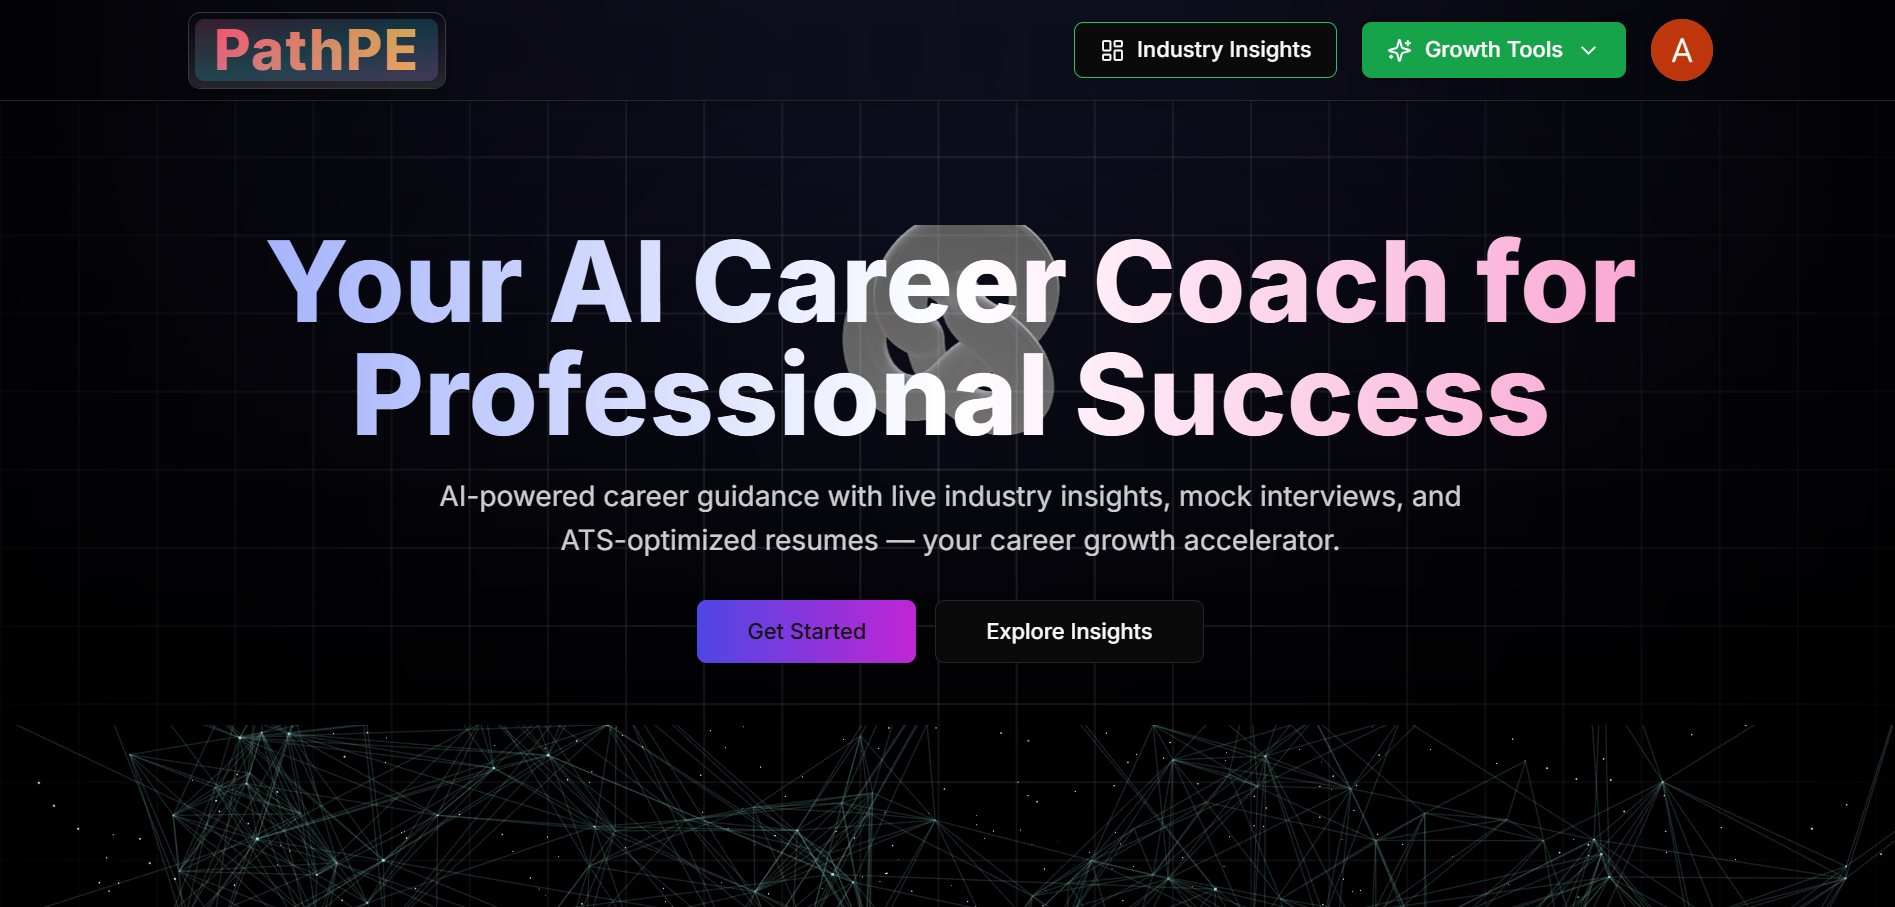 PathPE
Industry Insights
Growth Tools
A
Your AI Career Coach for
Professional Success
AI-powered career guidance with live industry insights, mock interviews, and
ATS-optimized resumes — your career growth accelerator.
Get Started
Explore Insights